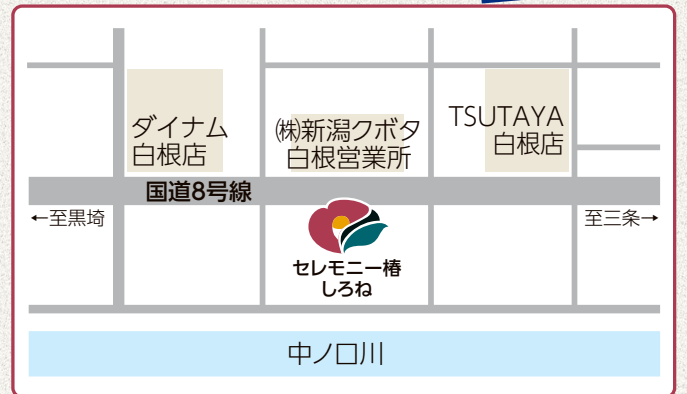 ダイナム
白根店
㈱新潟クボタ
白根営業所
TSUTAYA
白根店
国道8号線
←至黒埼
至三条→
セレモニー椿
しろね
中ノ口川